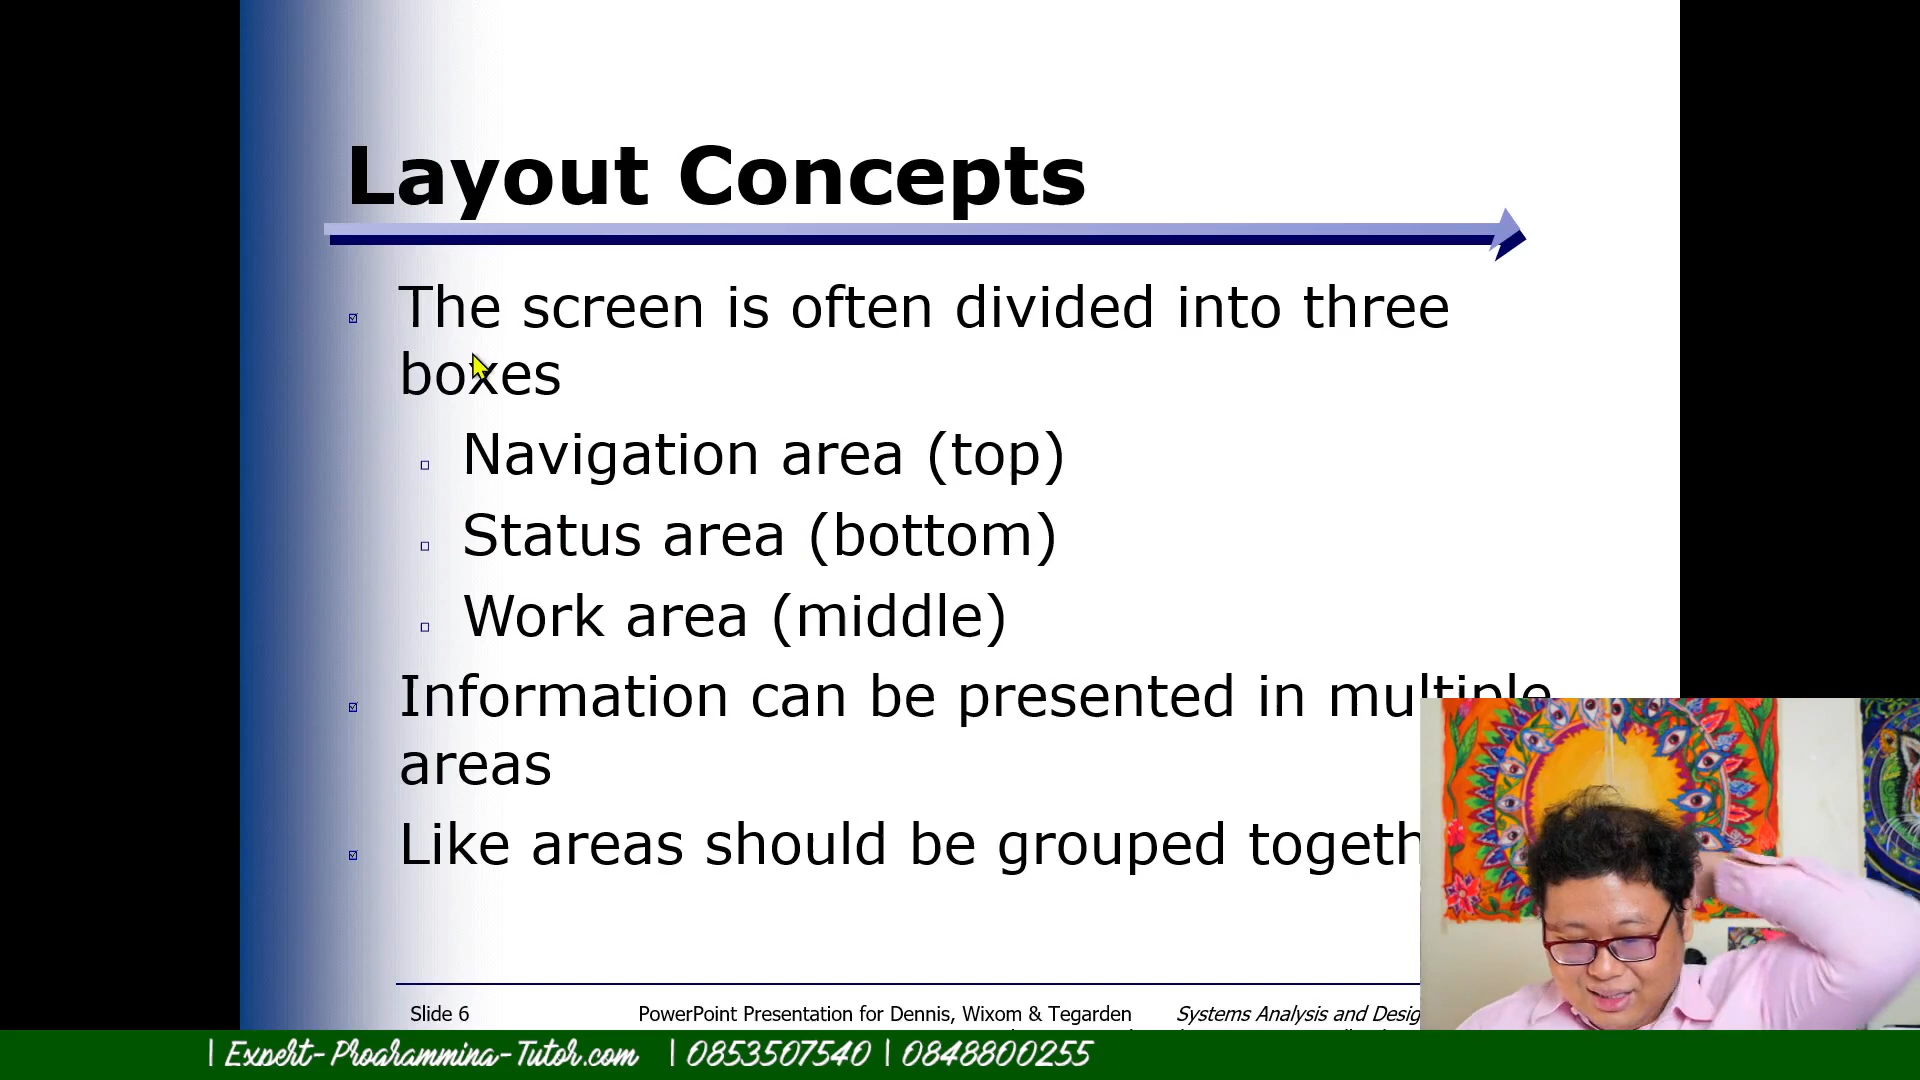 Layout Concepts
The screen is often divided into three
boxes
Navigation area (top)
Status area (bottom)
Work area (middle)
Information can be presented in multiple
areas
Like areas should be grouped togeth
Slide 6 PowerPoint Presentation for Dennis, Wixom & Tegarden Systems Analysis and Desig
| Expert-Programming-Tutor.com | 0853507540 | 0848800255